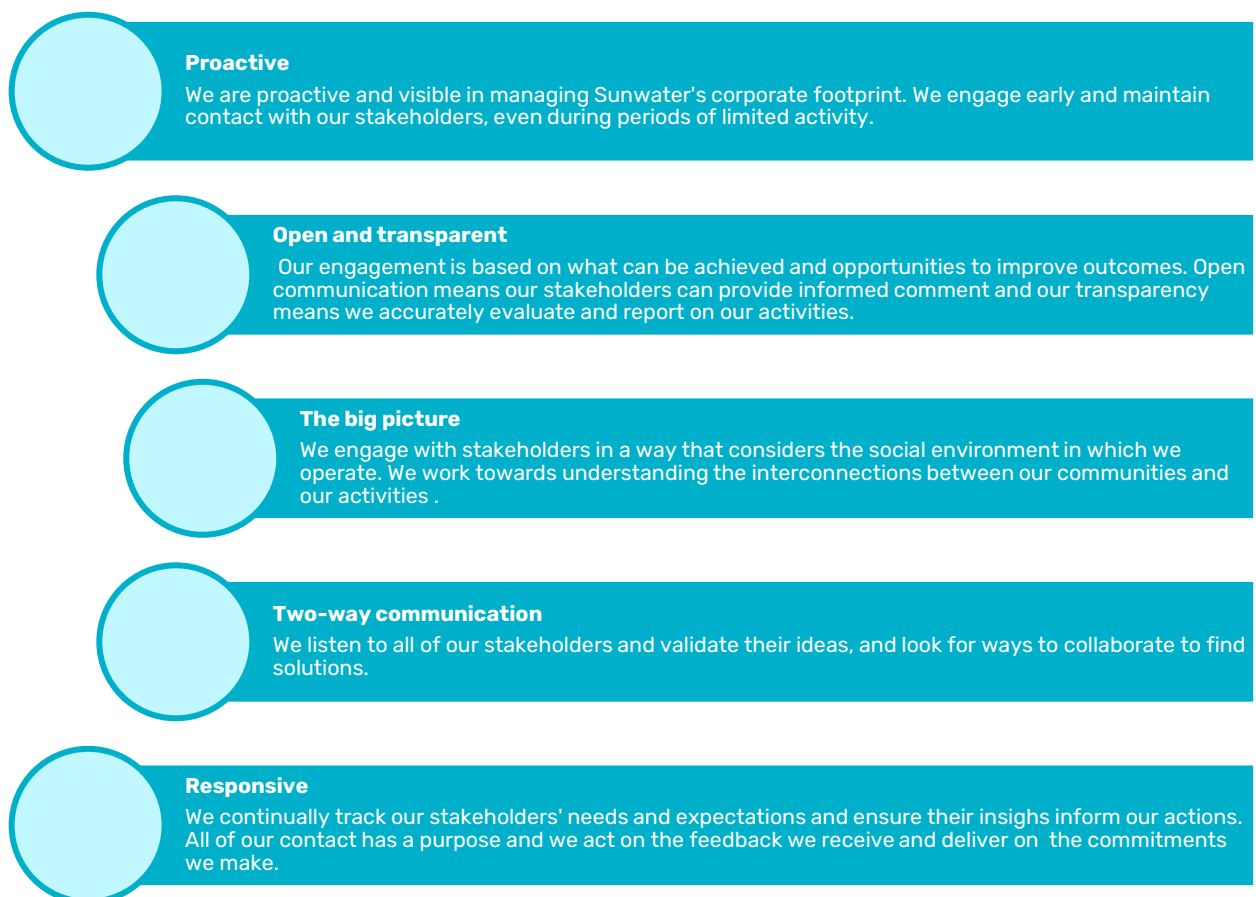 Proactive
We are proactive and visible in managing Sunwater's corporate footprint. We engage early and maintain
contact with our stakeholders, even during periods of limited activity.
Open and transparent
Our engagement is based on what can be achieved and opportunities to improve outcomes. Open
communication means our stakeholders can provide informed comment and our transparency
means we accurately evaluate and report on our activities.
The big picture
We engage with stakeholders in a way that considers the social environment in which we
operate. We work towards understanding the interconnections between our communities and
our activities .
Two-way communication
We listen to all of our stakeholders and validate their ideas, and look for ways to collaborate to find
solutions.
Responsive
We continually track our stakeholders' needs and expectations and ensure their insighs inform our actions.
All of our contact has a purpose and we act on the feedback we receive and deliver on  the commitments
we make.